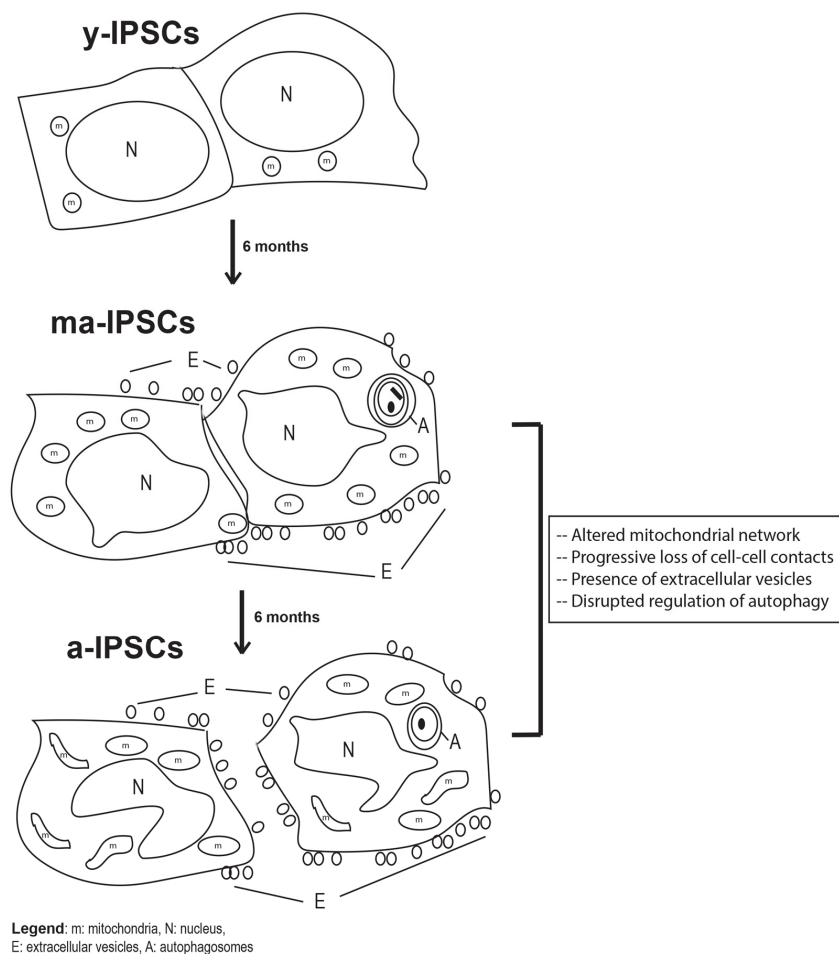 y-IPSCs
N
N
m
m
m
m
6 months
ma-IPSCs
E
m
m
m
m
A
N
m
N
m
m
m
m
m
E
-- Altered mitochondrial network
-- Progressive loss of cell-cell contacts
-- Presence of extracellular vesicles
-- Disrupted regulation of autophagy
6 months
a-IPSCs
E
m
m
A
m
m
m
N
N
m
m
m
m
m
m
E
Legend: m: mitochondria, N: nucleus,
E: extracellular vesicles, A: autophagosomes